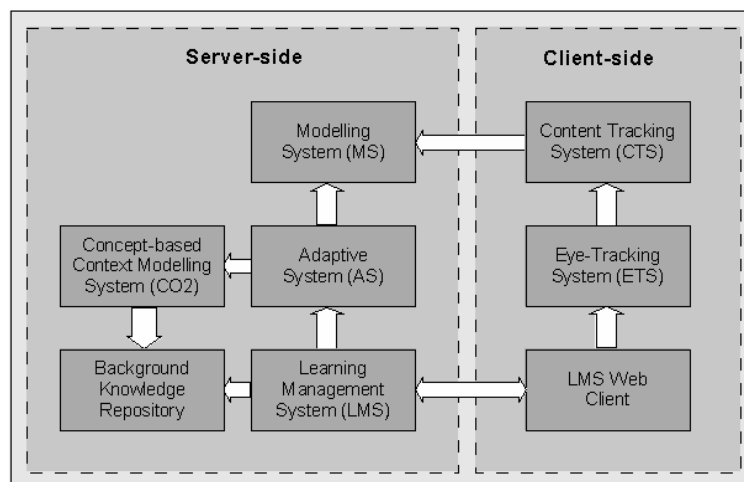 Server-side
Client-side
Modelling
System (MS)
Content Tracking
System (CTS)
Concept-based
Context Modelling
System (CO2)
Adaptive
System (AS)
Eye-Tracking
System (ETS)
Background
Knowledge
Repository
Learning
Management
System (LMS)
LMS Web
Client